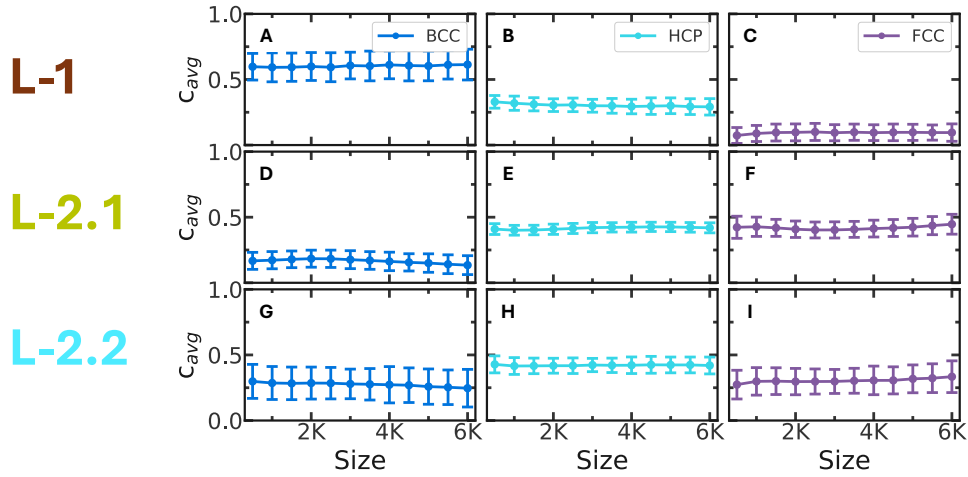 L-1
c_avg
1.0
0.5
A
BCC
B
HCP
C
FCC
L-2.1
c_avg
1.0
0.5
D
E
F
L-2.2
c_avg
1.0
0.5
0.0
G
H
I
2K 4K 6K
2K 4K 6K
2K 4K 6K
Size
Size
Size